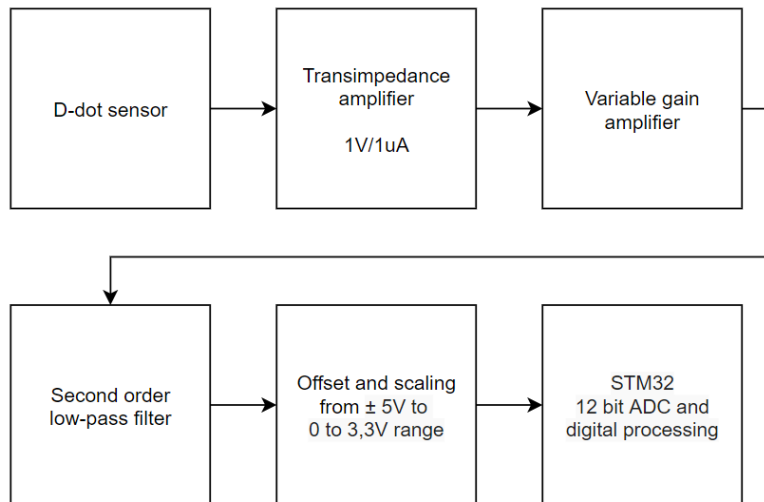 D-dot sensor
Transimpedance
amplifier
1V/1uA
Variable gain
amplifier
Second order
low-pass filter
Offset and scaling
from ± 5V to
0 to 3,3V range
STM32
12 bit ADC and
digital processing